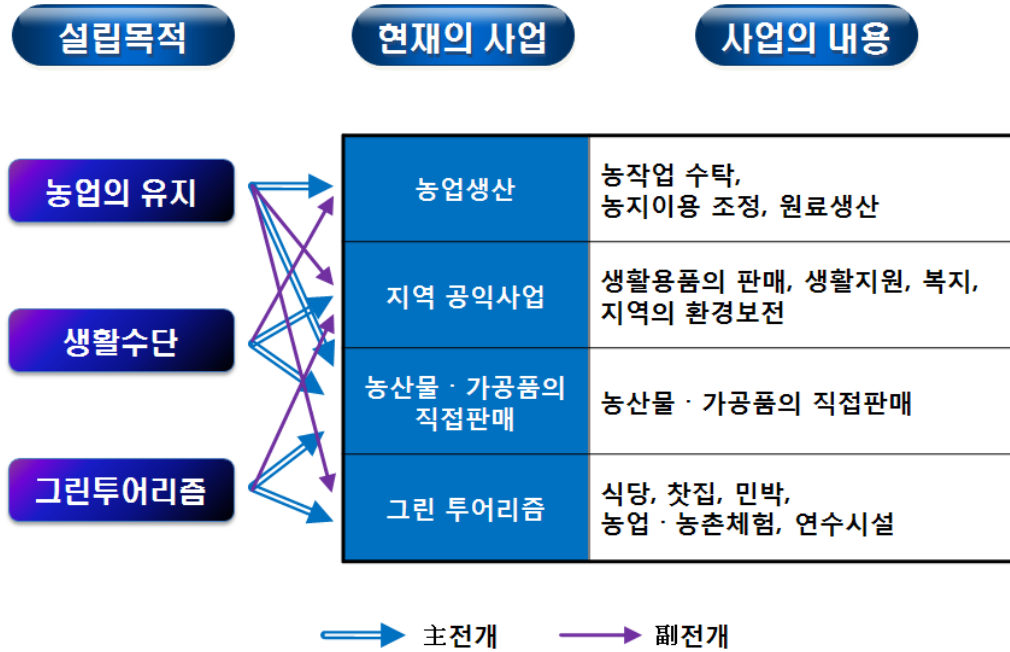 설립목적
현재의 사업
사업의 내용
농업의 유지
생활수단
그린투어리즘
농업생산
농작업 수탁,
농지이용 조정, 원료생산
지역 공익사업
생활용품의 판매, 생활지원, 복지,
지역의 환경보전
농산물 · 가공품의
직접판매
농산물 · 가공품의 직접판매
그린 투어리즘
식당, 찻집, 민박,
농업 · 농촌체험, 연수시설
主전개
副전개